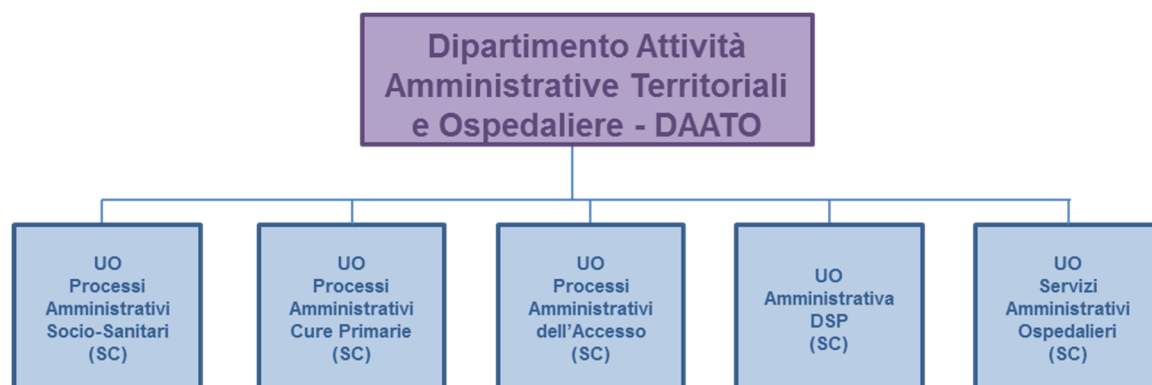 Dipartimento Attività
Amministrative Territoriali
e Ospedaliere - DAATO
UO
Processi
Amministrativi
Socio-Sanitari
(SC)
UO
Processi
Amministrativi
Cure Primarie
(SC)
UO
Processi
Amministrativi
dell’Accesso
(SC)
UO
Amministrativa
DSP
(SC)
UO
Servizi
Amministrativi
Ospedalieri
(SC)